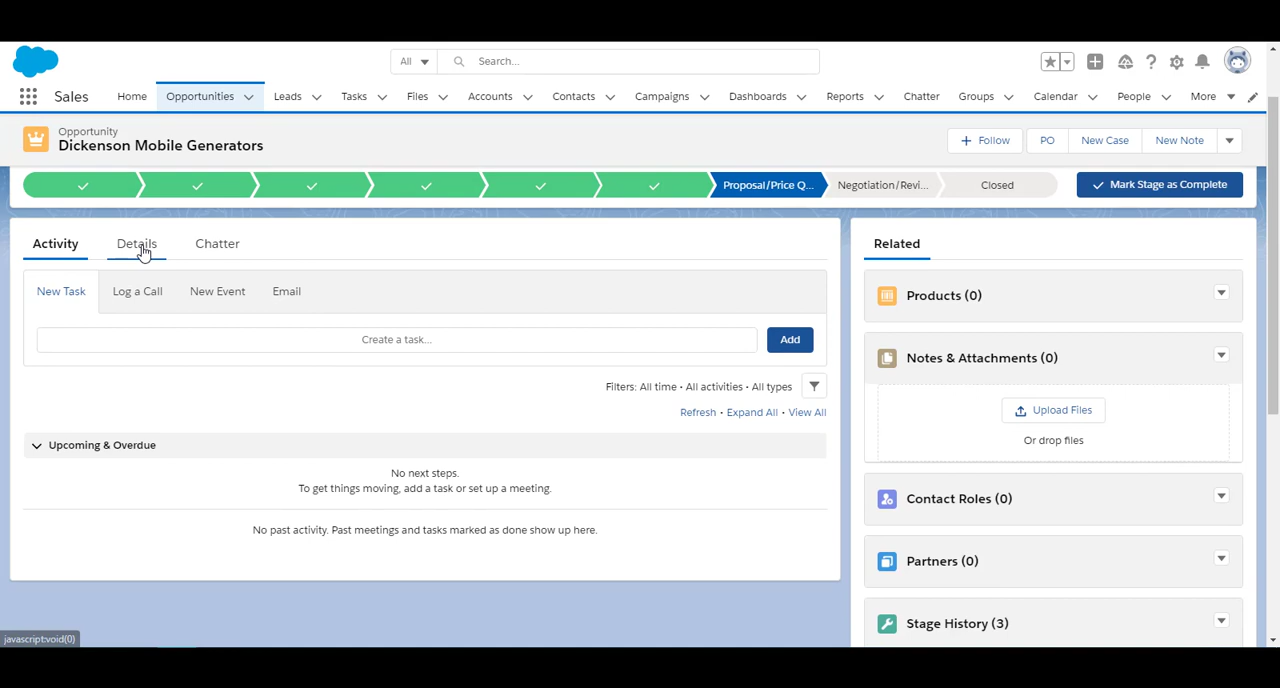 All
Search...
Sales
Home
Opportunities
Leads
Tasks
Files
Accounts
Contacts
Campaigns
Dashboards
Reports
Chatter
Groups
Calendar
People
More
Opportunity
Dickenson Mobile Generators
Follow
PO
New Case
New Note
Proposal/Price Q...
Negotiation/Revi...
Closed
Mark Stage as Complete
Activity
Details
Chatter
Related
New Task
Log a Call
New Event
Email
Create a task...
Add
Filters: All time • All activities • All types
Refresh • Expand All • View All
Upcoming & Overdue
No next steps.
To get things moving, add a task or set up a meeting.
No past activity. Past meetings and tasks marked as done show up here.
Products (0)
Notes & Attachments (0)
Upload Files
Or drop files
Contact Roles (0)
Partners (0)
Stage History (3)
javascript:void(0)